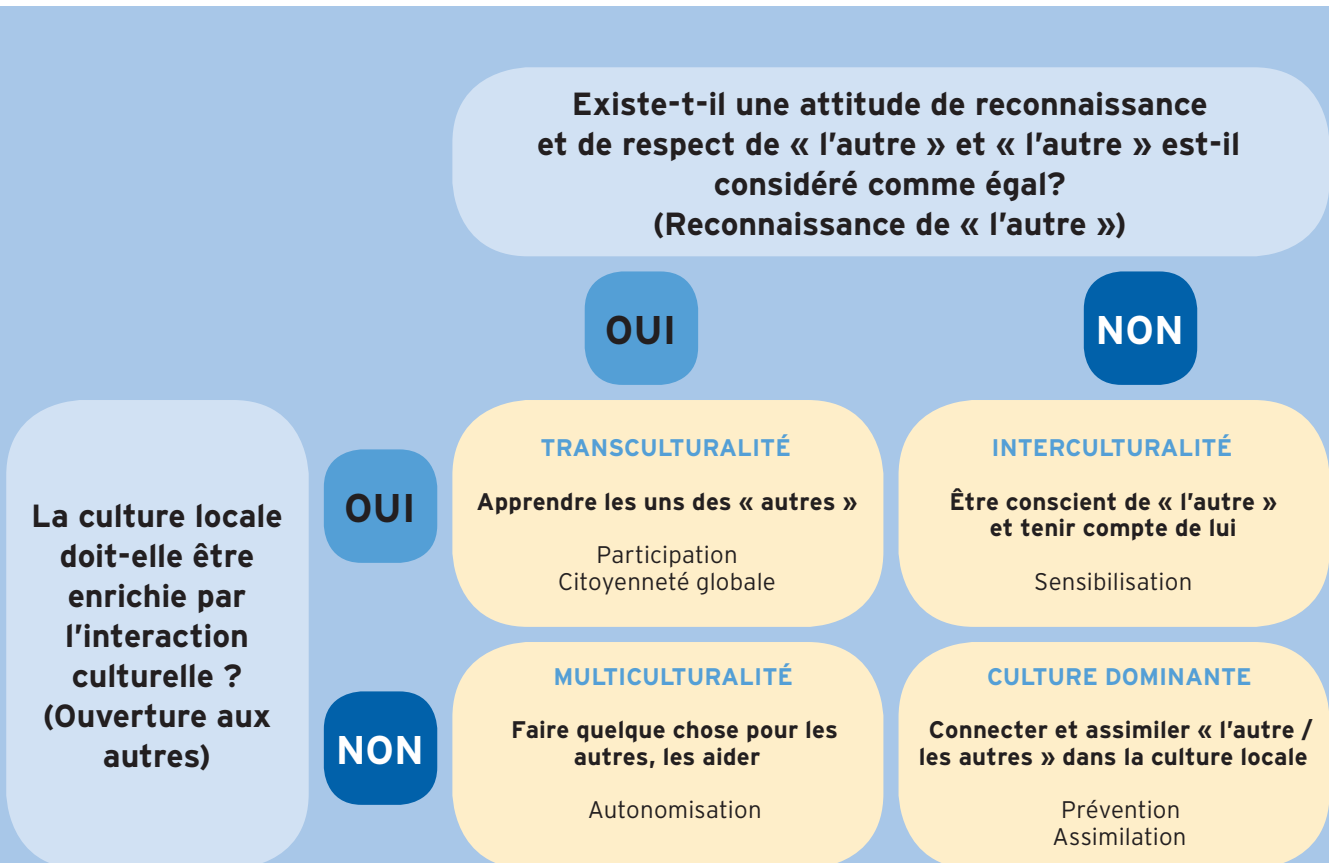 Existe-t-il une attitude de reconnaissance
et de respect de « l'autre » et « l'autre » est-il
considéré comme égal?
(Reconnaissance de « l'autre »)
OUI
NON
La culture locale
doit-elle être
enrichie par
l'interaction
culturelle ?
(Ouverture aux
autres)
OUI
TRANSCULTURALITÉ
Apprendre les uns des « autres »
Participation
Citoyenneté globale
INTERCULTURALITÉ
Être conscient de « l'autre »
et tenir compte de lui
Sensibilisation
NON
MULTICULTURALITÉ
Faire quelque chose pour les
autres, les aider
Autonomisation
CULTURE DOMINANTE
Connecter et assimiler « l'autre /
les autres » dans la culture locale
Prévention
Assimilation